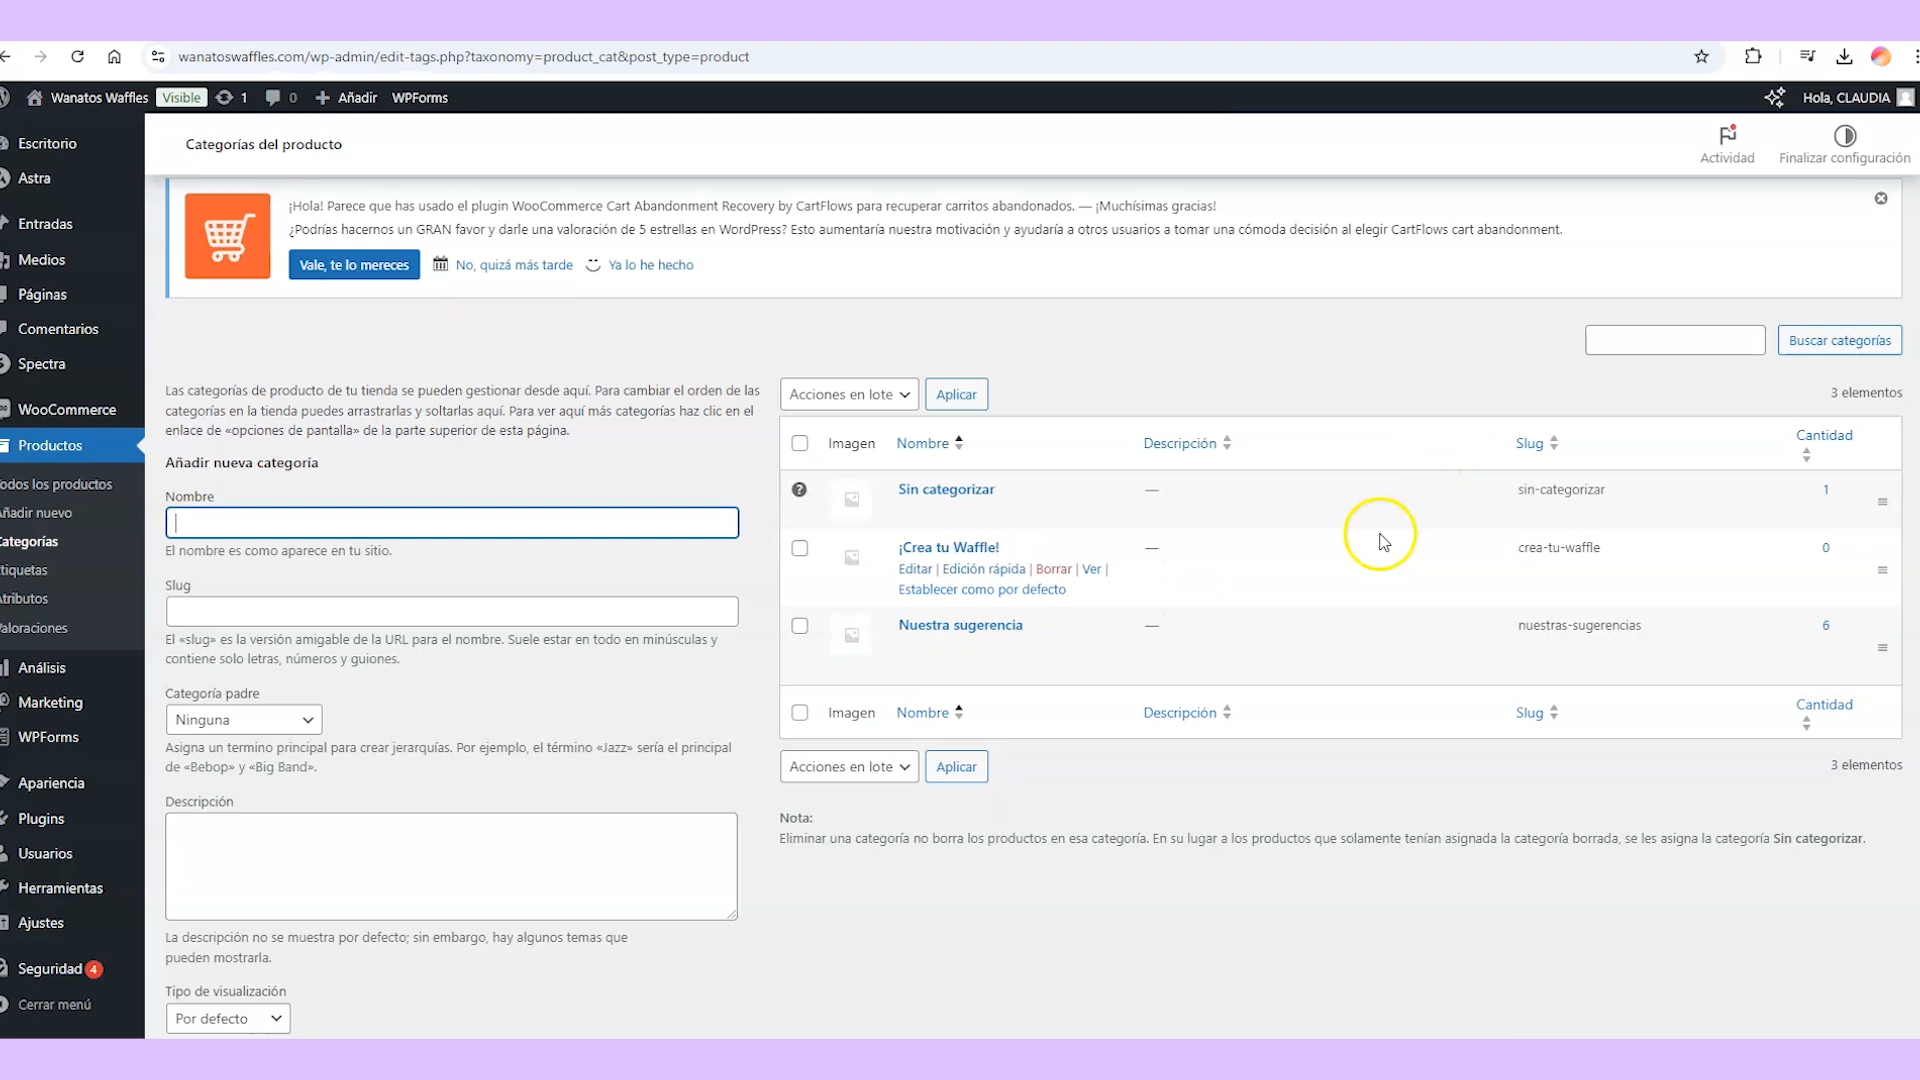 wanatoswaffles.com/wp-admin/edit-tags.php?taxonomy=product_cat&post_type=product
Wanatos Waffles Visible 1 0 Añadir WPForms Hola, CLAUDIA
Categorías del producto
Actividad
Finalizar configuración
Escritorio
Astra
Entradas
Medios
Páginas
Comentarios
Spectra
WooCommerce
Productos
odos los productos
ñadir nuevo
ategorías
tiquetas
tributos
aloraciones
Análisis
Marketing
WPForms
Apariencia
Plugins
Usuarios
Herramientas
Ajustes
Seguridad 4
Cerrar menú
¡Hola! Parece que has usado el plugin WooCommerce Cart Abandonment Recovery by CartFlows para recuperar carritos abandonados. — ¡Muchísimas gracias!
¿Podrías hacernos un GRAN favor y darle una valoración de 5 estrellas en WordPress? Esto aumentaría nuestra motivación y ayudaría a otros usuarios a tomar una cómoda decisión al elegir CartFlows cart abandonment.
Vale, te lo mereces No, quizá más tarde Ya lo he hecho
Buscar categorías
Las categorías de producto de tu tienda se pueden gestionar desde aquí. Para cambiar el orden de las
categorías en la tienda puedes arrastrarlas y soltarlas aquí. Para ver aquí más categorías haz clic en el
enlace de «opciones de pantalla» de la parte superior de esta página.
Añadir nueva categoría
Nombre
El nombre es como aparece en tu sitio.
Slug
El «slug» es la versión amigable de la URL para el nombre. Suele estar en todo en minúsculas y
contiene solo letras, números y guiones.
Categoría padre
Ninguna
Asigna un termino principal para crear jerarquías. Por ejemplo, el término «Jazz» sería el principal
de «Bebop» y «Big Band».
Descripción
La descripción no se muestra por defecto; sin embargo, hay algunos temas que
pueden mostrarla.
Tipo de visualización
Por defecto
Acciones en lote Aplicar 3 elementos
Imagen Nombre Descripción Slug Cantidad
Sin categorizar — sin-categorizar 1
¡Crea tu Waffle! — crea-tu-waffle 0
Editar | Edición rápida | Borrar | Ver |
Establecer como por defecto
Nuestra sugerencia — nuestras-sugerencias 6
Imagen Nombre Descripción Slug Cantidad
Acciones en lote Aplicar 3 elementos
Nota:
Eliminar una categoría no borra los productos en esa categoría. En su lugar a los productos que solamente tenían asignada la categoría borrada, se les asigna la categoría Sin categorizar.